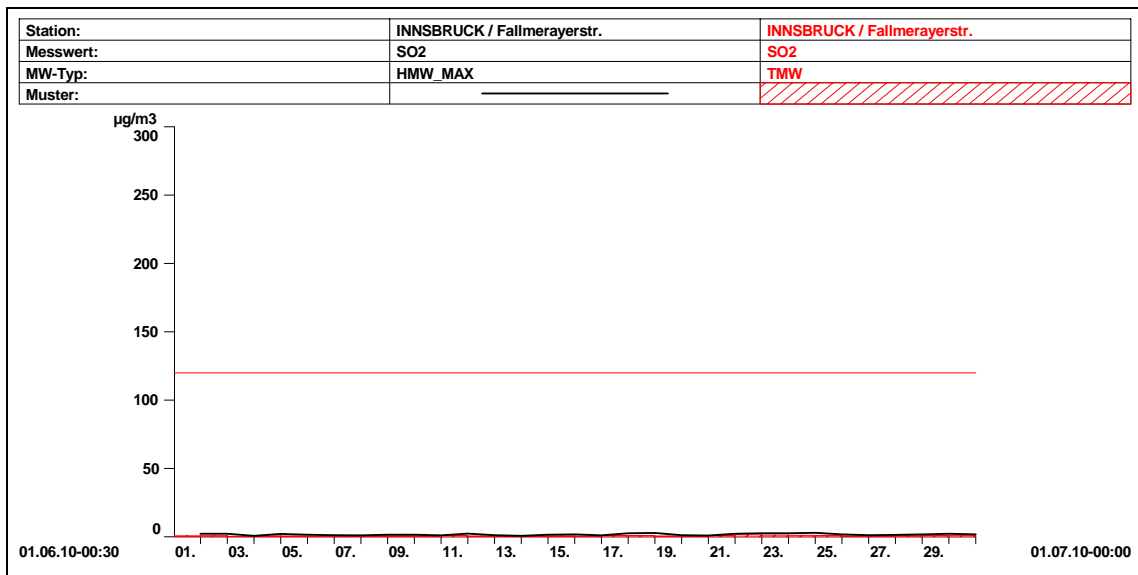 Station: INNSBRUCK / Fallmerayerstr. INNSBRUCK / Fallmerayerstr.
Messwert: SO2 SO2
MW-Typ: HMW_MAX TMW
Muster:
µg/m3
300
250
200
150
100
50
0
01.06.10-00:30 01. 03. 05. 07. 09. 11. 13. 15. 17. 19. 21. 23. 25. 27. 29. 01.07.10-00:00